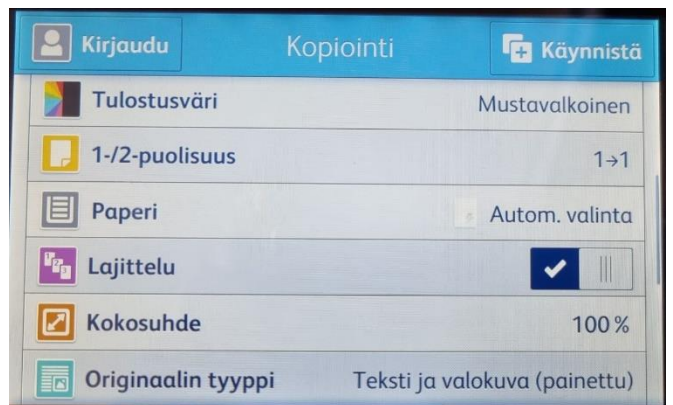 Kirjaudu Kopiointi Käynnistä
Tulostusväri Mustavalkoinen
1-/2-puolisuus 1→1
Paperi Autom. valinta
Lajittelu
Kokosuhde 100 %
Originaalin tyyppi Teksti ja valokuva (painettu)